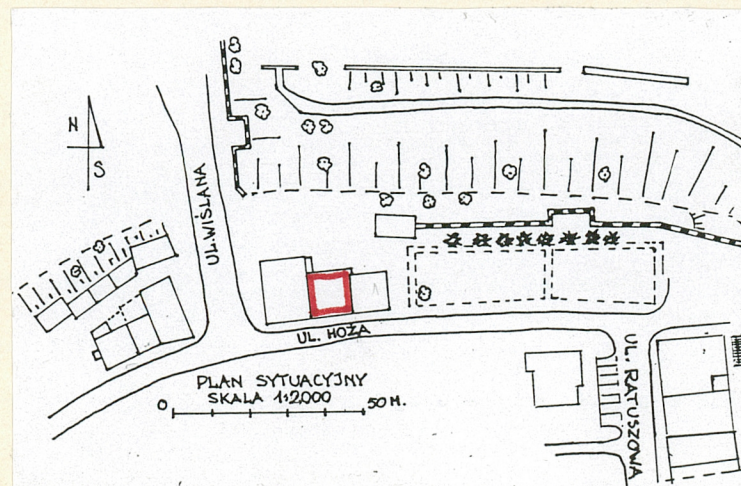 N
S
UL. WIŚLANA
UL. HOŻA
PLAN SYTUACYJNY
SKALA 1:2000
0 50 M.
UL. RATUSZOWA